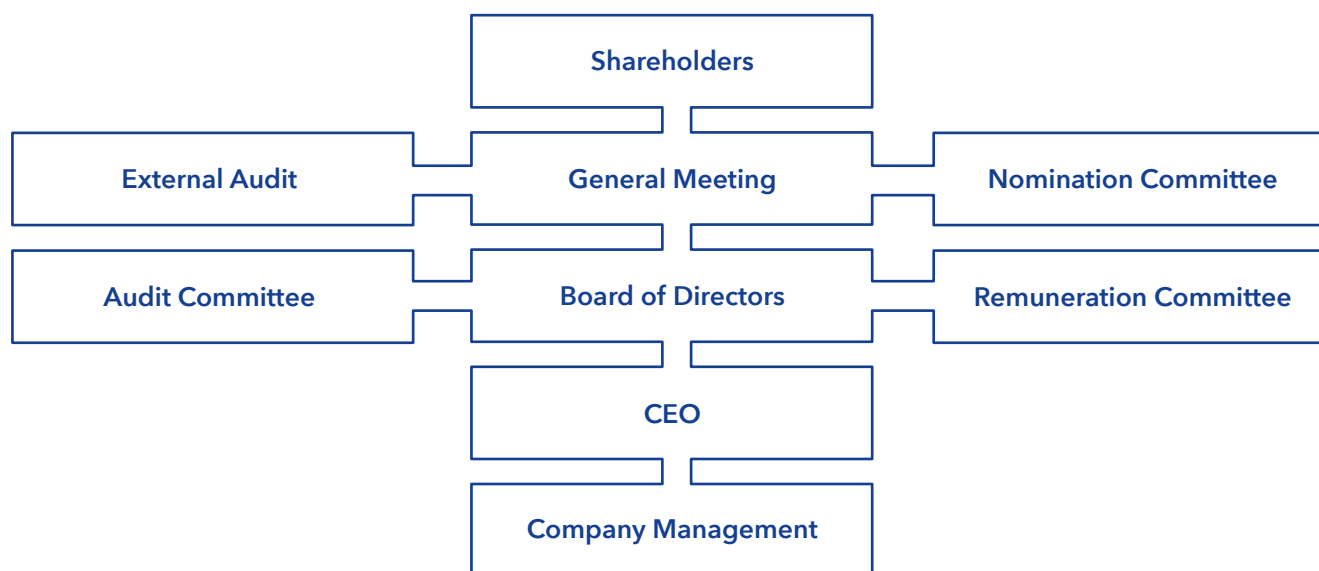 Shareholders
External Audit
General Meeting
Nomination Committee
Audit Committee
Board of Directors
Remuneration Committee
CEO
Company Management